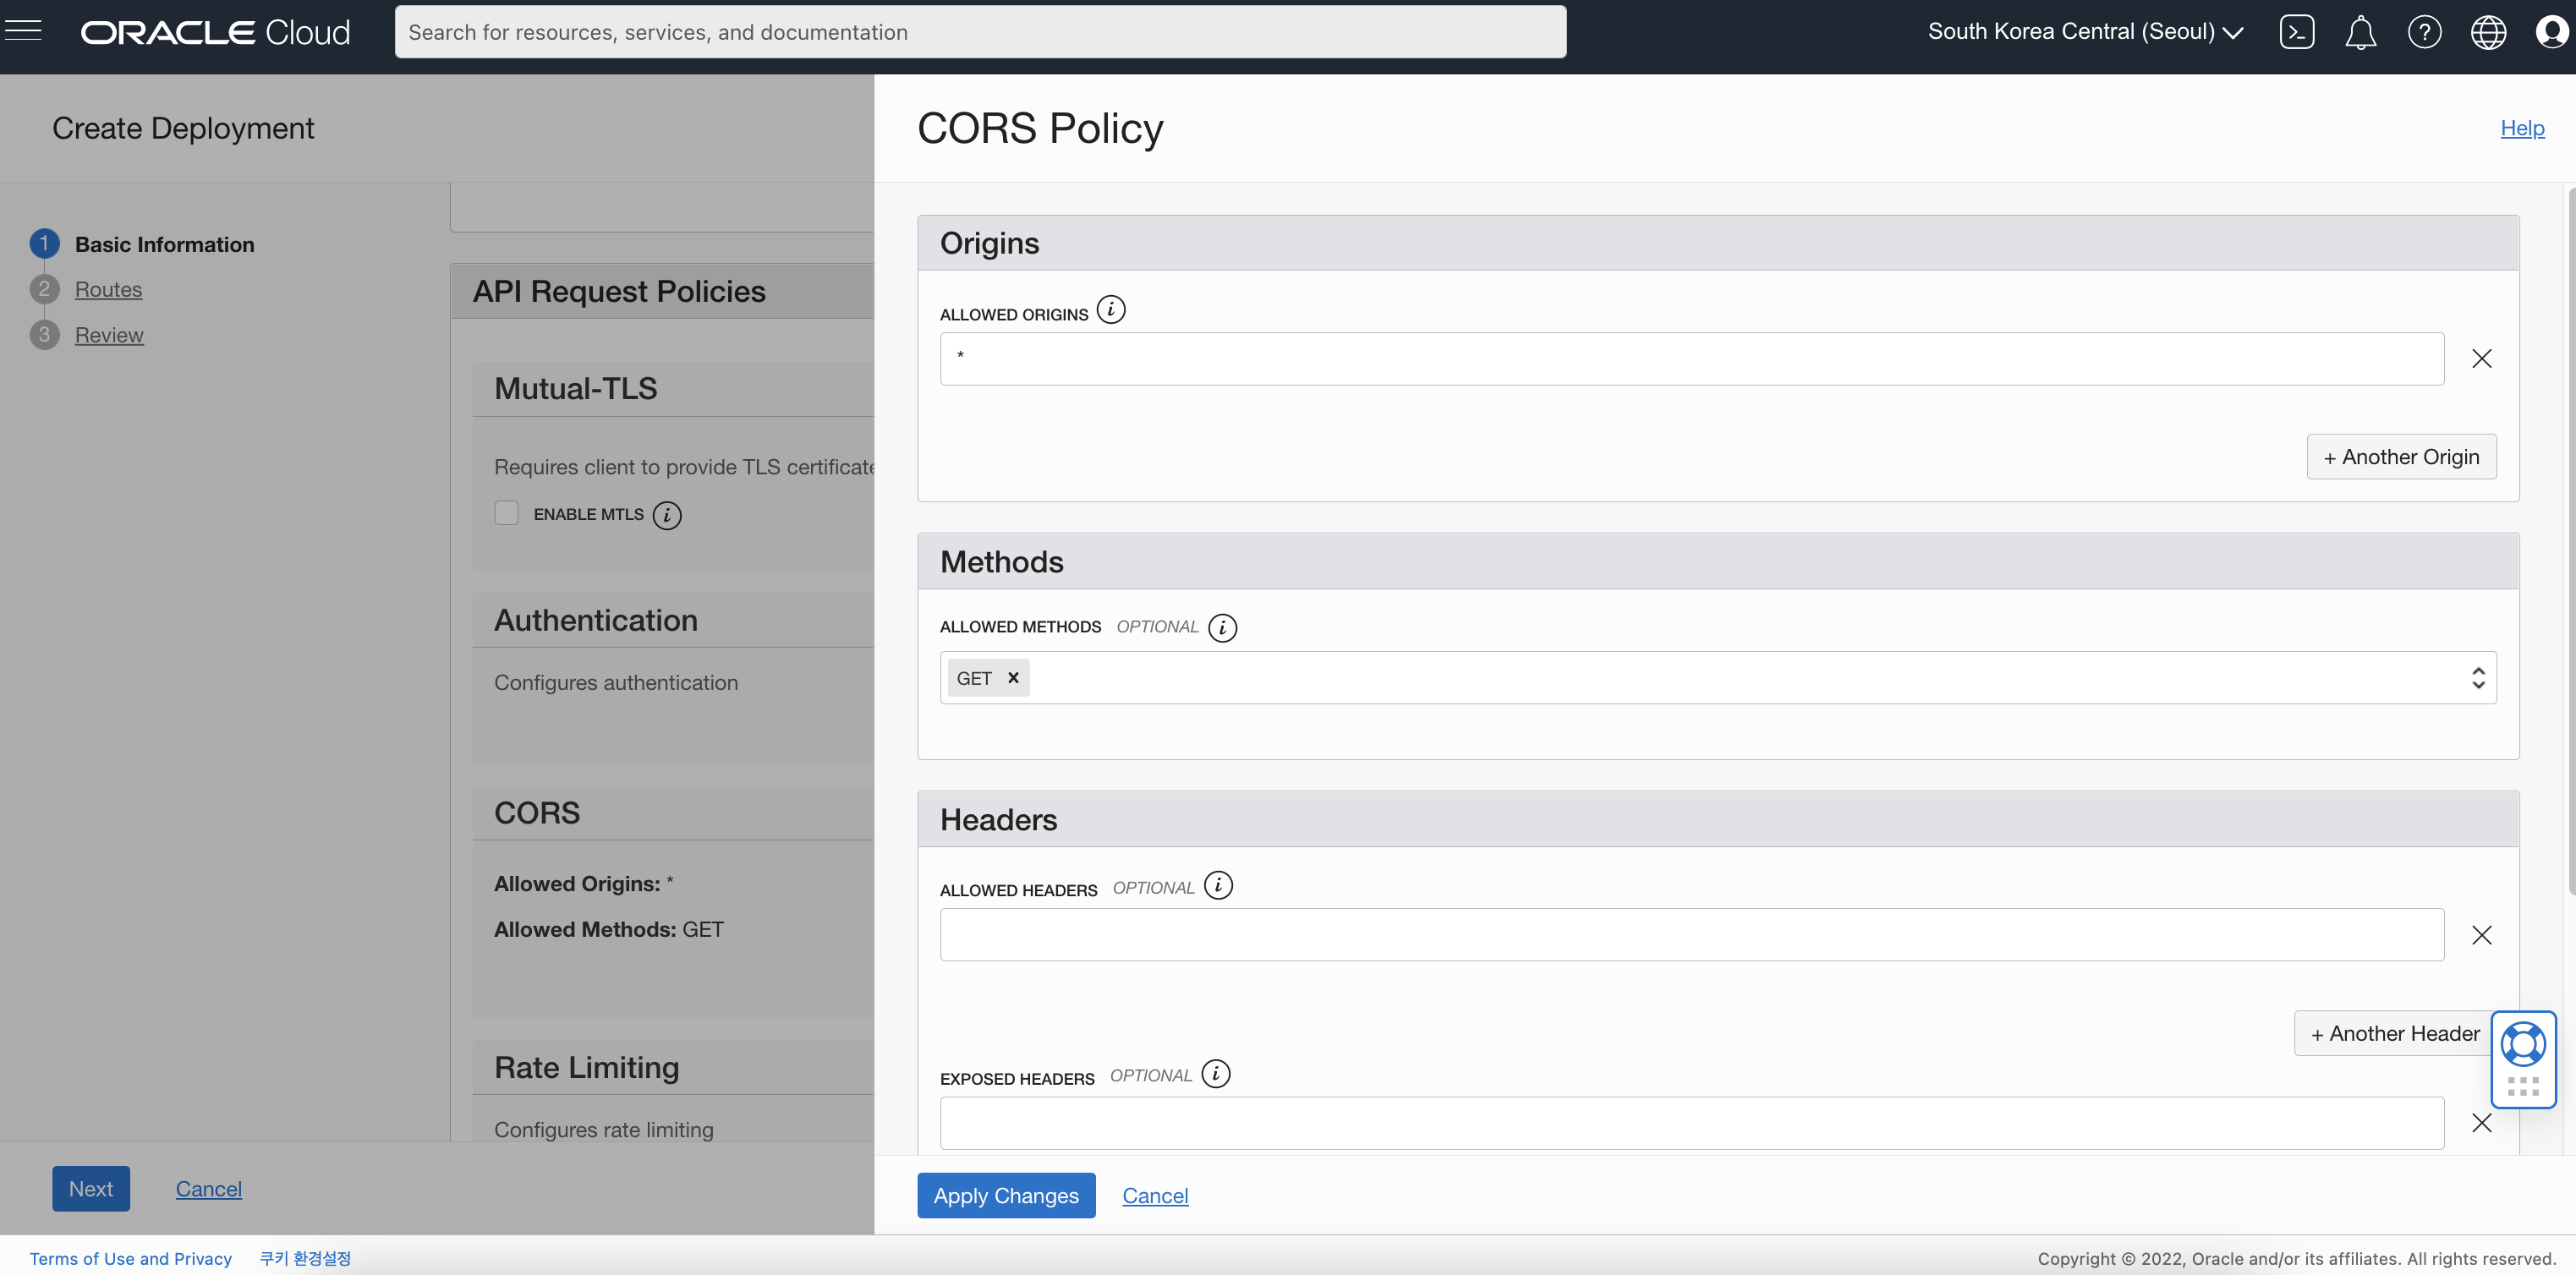 ORACLE Cloud
Search for resources, services, and documentation
South Korea Central (Seoul)
Create Deployment
1 Basic Information
2 Routes
3 Review
API Request Policies
Mutual-TLS
Requires client to provide TLS certificate
ENABLE MTLS
Authentication
Configures authentication
CORS
Allowed Origins: *
Allowed Methods: GET
Rate Limiting
Configures rate limiting
Next
Cancel
CORS Policy
Help
Origins
ALLOWED ORIGINS
*
+ Another Origin
Methods
ALLOWED METHODS OPTIONAL
GET
Headers
ALLOWED HEADERS OPTIONAL
+ Another Header
EXPOSED HEADERS OPTIONAL
Apply Changes
Cancel
Terms of Use and Privacy
쿠키 환경설정
Copyright © 2022, Oracle and/or its affiliates. All rights reserved.